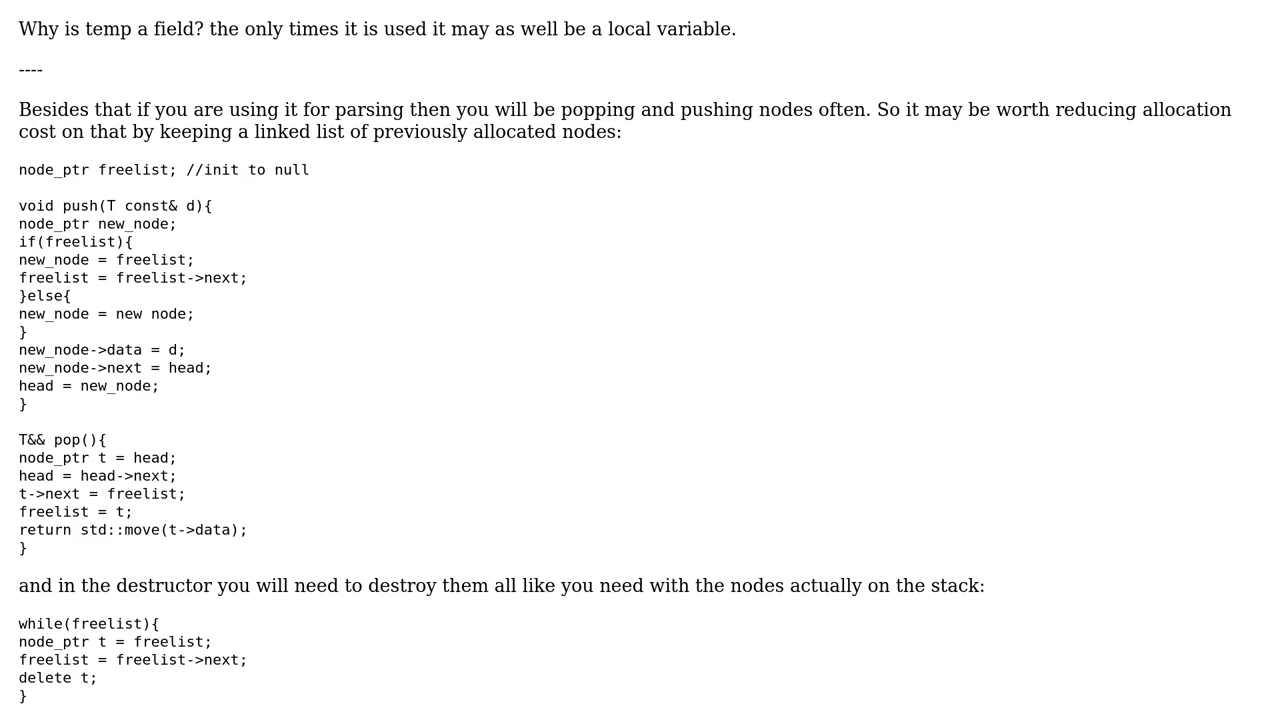 Why is temp a field? the only times it is used it may as well be a local variable.
----
Besides that if you are using it for parsing then you will be popping and pushing nodes often. So it may be worth reducing allocation
cost on that by keeping a linked list of previously allocated nodes:
node_ptr freelist; //init to null
void push(T const& d){
node_ptr new_node;
if(freelist){
new_node = freelist;
freelist = freelist->next;
}else{
new_node = new node;
}
new_node->data = d;
new_node->next = head;
head = new_node;
}
T&& pop(){
node_ptr t = head;
head = head->next;
t->next = freelist;
freelist = t;
return std::move(t->data);
}
and in the destructor you will need to destroy them all like you need with the nodes actually on the stack:
while(freelist){
node_ptr t = freelist;
freelist = freelist->next;
delete t;
}